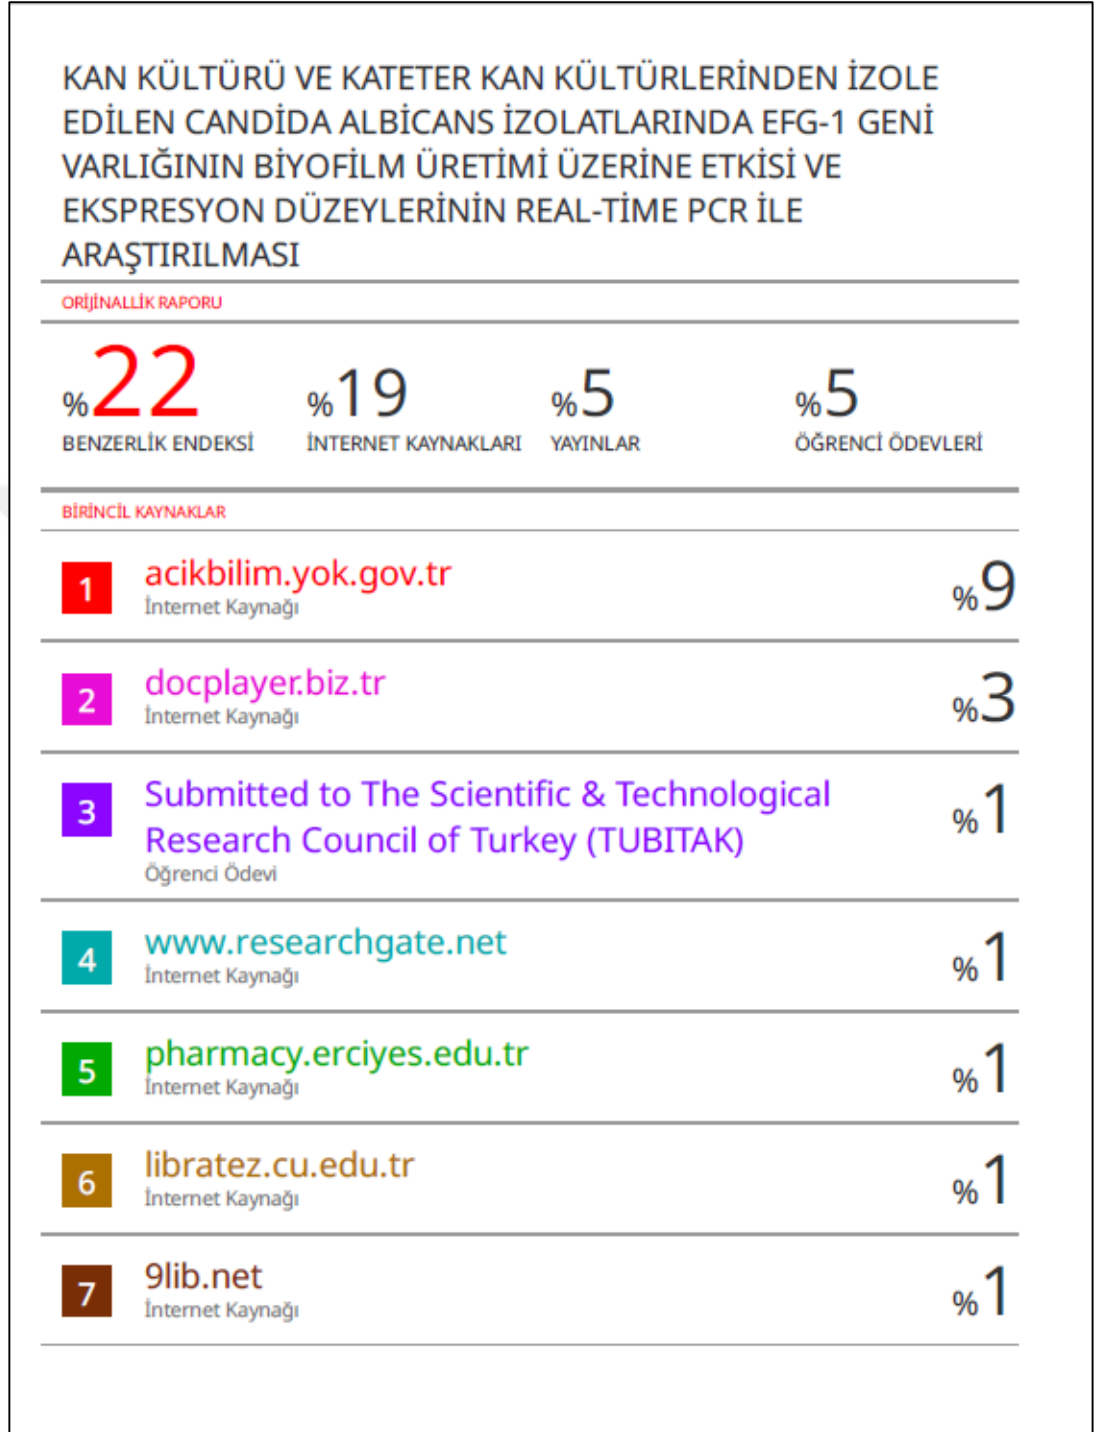 KAN KÜLTÜRÜ VE KATETER KAN KÜLTÜRLERİNDEN İZOLE
EDİLEN CANDİDA ALBİCANS İZOLATLARINDA EFG-1 GENİ
VARLIĞININ BİYOFİLM ÜRETİMİ ÜZERİNE ETKİSİ VE
EKSPRESYON DÜZEYLERİNİN REAL-TİME PCR İLE
ARAŞTIRILMASI
ORİJİNALLİK RAPORU
%22 %19 %5 %5
BENZERLİK ENDEKSİ İNTERNET KAYNAKLARI YAYINLAR ÖĞRENCİ ÖDEVLERİ
BİRİNCİL KAYNAKLAR
1 acikbilim.yok.gov.tr %9
İnternet Kaynağı
2 docplayer.biz.tr %3
İnternet Kaynağı
3 Submitted to The Scientific & Technological %1
Research Council of Turkey (TUBITAK)
Öğrenci Ödevi
4 www.researchgate.net %1
İnternet Kaynağı
5 pharmacy.erciyes.edu.tr %1
İnternet Kaynağı
6 libratez.cu.edu.tr %1
İnternet Kaynağı
7 9lib.net %1
İnternet Kaynağı